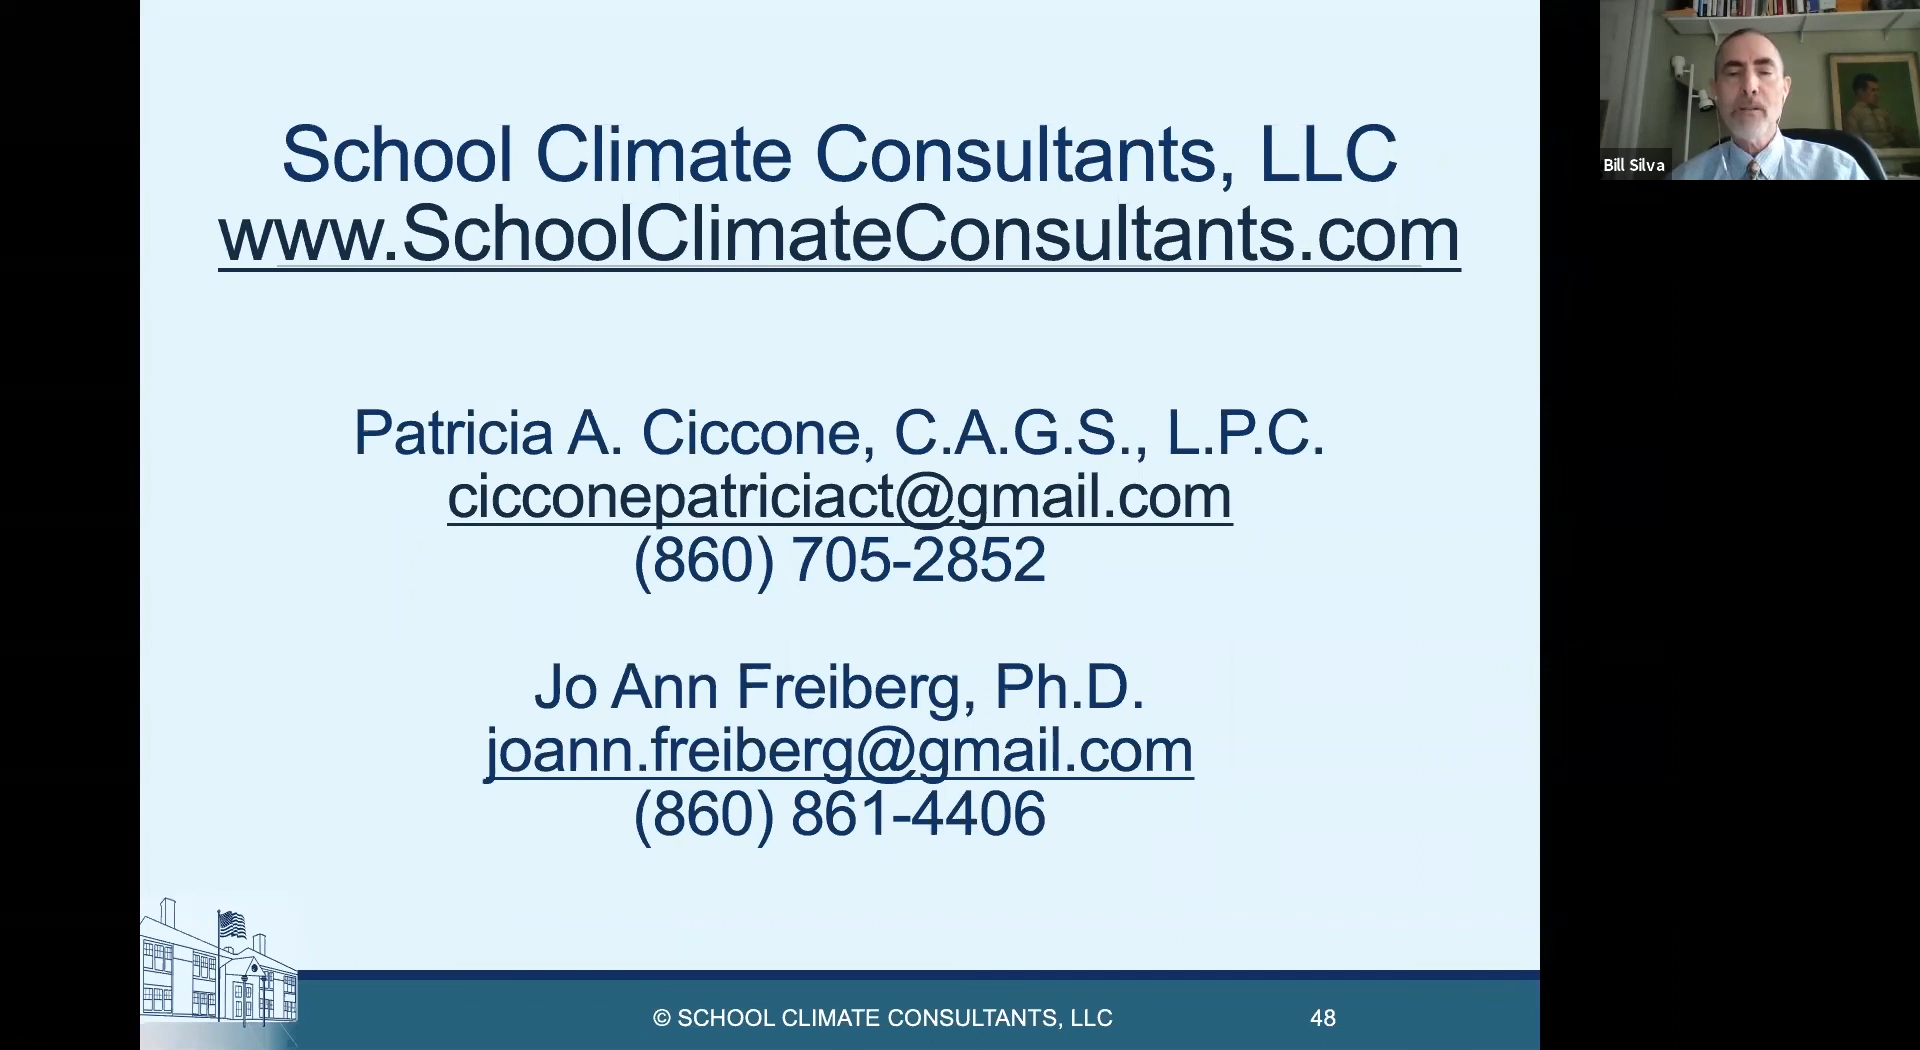 School Climate Consultants, LLC
www.SchoolClimateConsultants.com
Patricia A. Ciccone, C.A.G.S., L.P.C.
cicconepatriciact@gmail.com
(860) 705-2852
Jo Ann Freiberg, Ph.D.
joann.freiberg@gmail.com
(860) 861-4406
© SCHOOL CLIMATE CONSULTANTS, LLC
48
Bill Silva